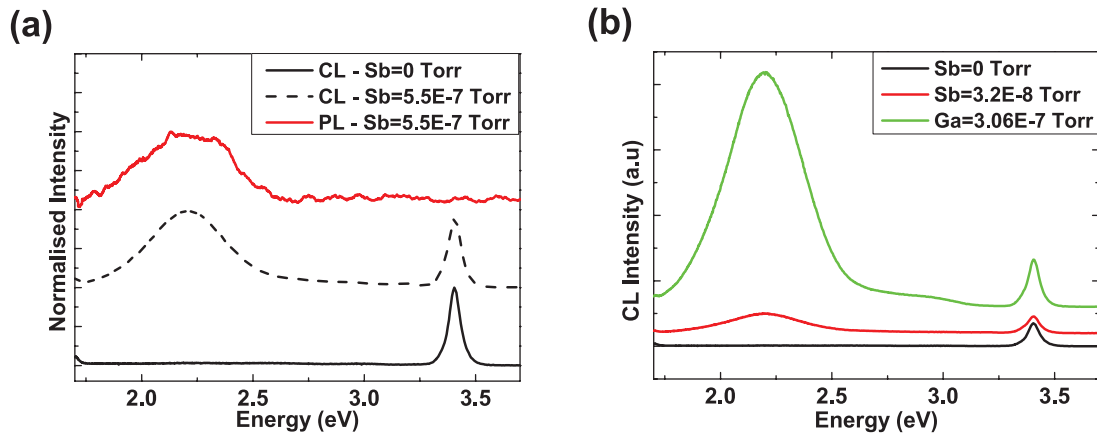 (a)
CL - Sb=0 Torr
CL - Sb=5.5E-7 Torr
PL - Sb=5.5E-7 Torr
Normalised Intensity
2.0 2.5 3.0 3.5
Energy (eV)
(b)
Sb=0 Torr
Sb=3.2E-8 Torr
Ga=3.06E-7 Torr
CL Intensity (a.u)
2.0 2.5 3.0 3.5
Energy (eV)